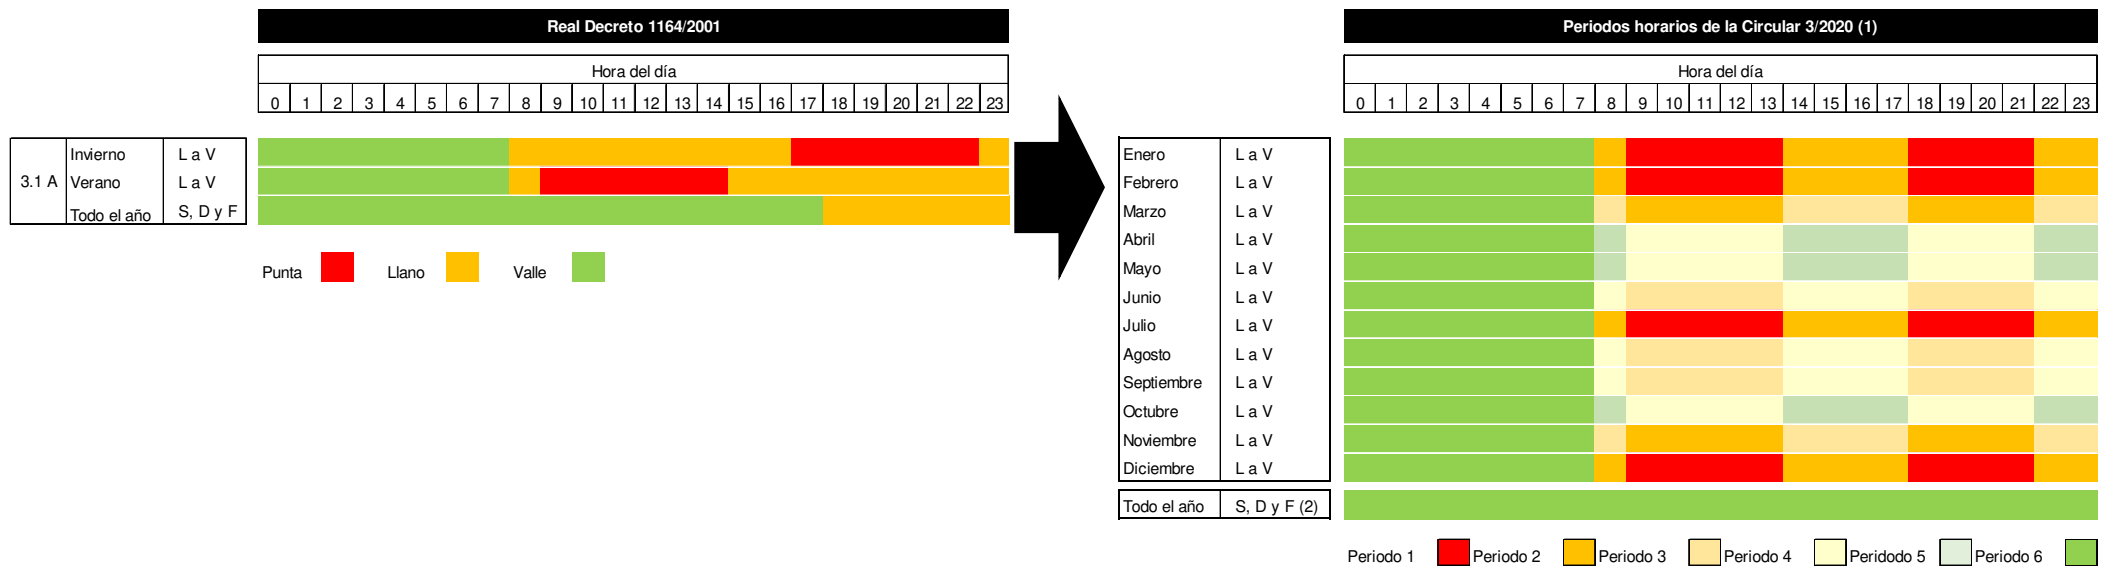 Real Decreto 1164/2001
Hora del día
0 1 2 3 4 5 6 7 8 9 10 11 12 13 14 15 16 17 18 19 20 21 22 23
3.1 A
Invierno L a V
Verano L a V
Todo el año S, D y F
Punta Llano Valle
Periodos horarios de la Circular 3/2020 (1)
Hora del día
0 1 2 3 4 5 6 7 8 9 10 11 12 13 14 15 16 17 18 19 20 21 22 23
Enero L a V
Febrero L a V
Marzo L a V
Abril L a V
Mayo L a V
Junio L a V
Julio L a V
Agosto L a V
Septiembre L a V
Octubre L a V
Noviembre L a V
Diciembre L a V
Todo el año S, D y F (2)
Periodo 1 Periodo 2 Periodo 3 Periodo 4 Peridodo 5 Periodo 6